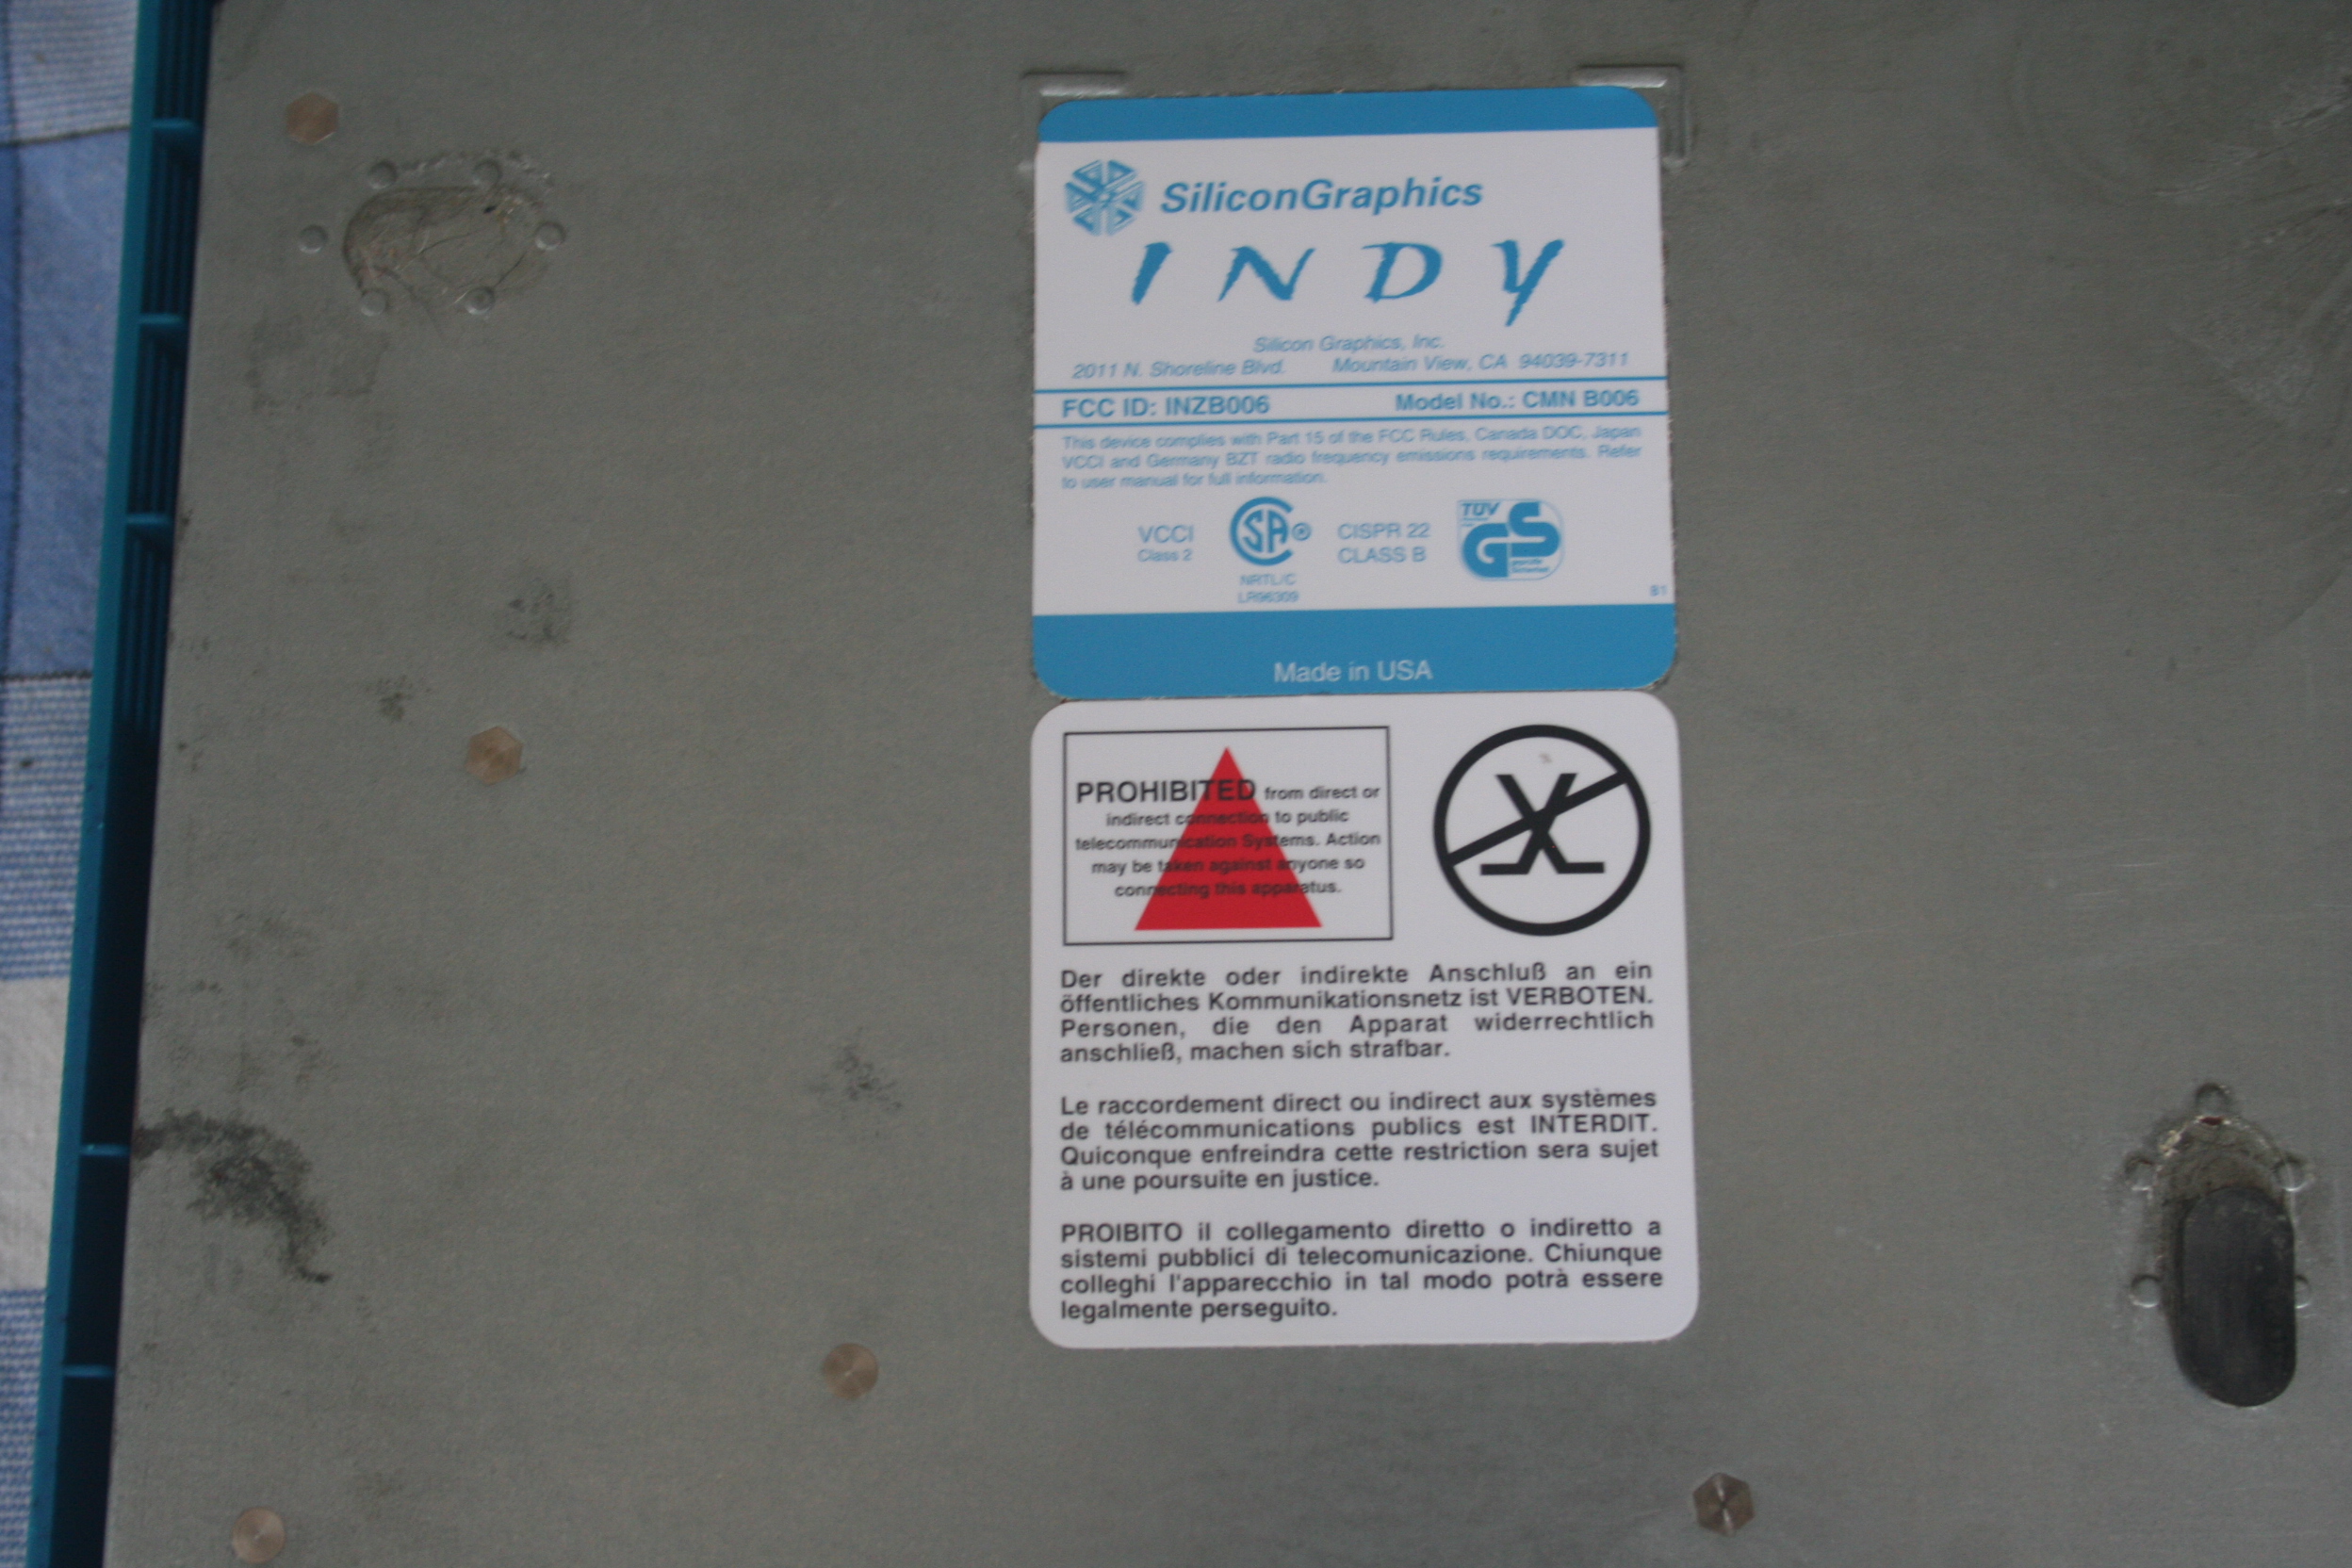 SiliconGraphics
INDY
Silicon Graphics, Inc.
2011 N. Shoreline Blvd. Mountain View, CA 94039-7311
FCC ID: INZB006 Model No.: CMN B006
This device complies with Part 15 of the FCC Rules, Canada DOC, Japan
VCCI and Germany BZT radio frequency emissions requirements. Refer
to user manual for full information.
VCCI
Class 2
SA®
NRTL/C
LR96309
CISPR 22
CLASS B
TÜV
GS
geprüfte
Sicherheit
B1
Made in USA
PROHIBITED from direct or
indirect connection to public
telecommunication Systems. Action
may be taken against anyone so
connecting this apparatus.
Der direkte oder indirekte Anschluß an ein
öffentliches Kommunikationsnetz ist VERBOTEN.
Personen, die den Apparat widerrechtlich
anschließ, machen sich strafbar.
Le raccordement direct ou indirect aux systèmes
de télécommunications publics est INTERDIT.
Quiconque enfreindra cette restriction sera sujet
à une poursuite en justice.
PROIBITO il collegamento diretto o indiretto a
sistemi pubblici di telecomunicazione. Chiunque
colleghi l'apparecchio in tal modo potrà essere
legalmente perseguito.